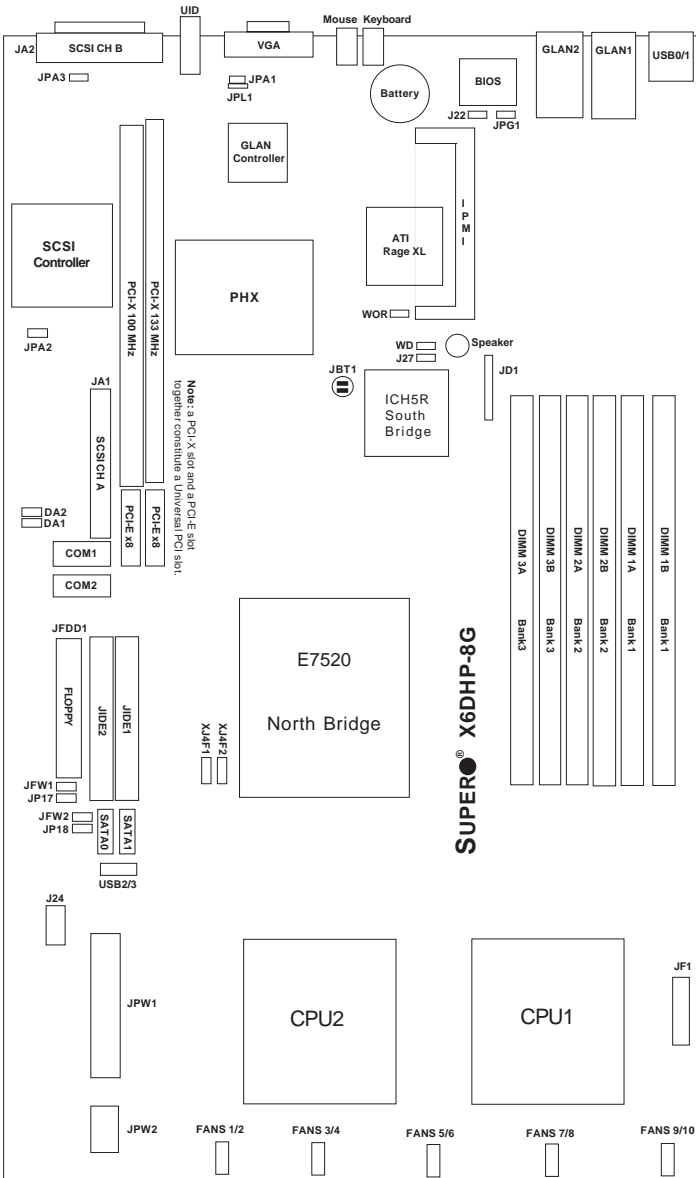 UID
Mouse Keyboard
JA2
SCSI CH B
VGA
GLAN2
GLAN1
USB0/1
JPA3
JPA1
JPL1
Battery
BIOS
J22
JPG1
GLAN
Controller
IPMI
SCSI
Controller
PCI-X 100 MHz
PCI-X 133 MHz
PHX
ATI
Rage XL
WOR
JPA2
WD
J27
Speaker
JBT1
JD1
JA1
ICH5R
South
Bridge
Note: a PCI-X slot and a PCI-E slot
together constitute a Universal PCI slot.
SCSI CH A
DA2
DA1
PCI-E x8
PCI-E x8
COM1
COM2
DIMM 3A Bank3
DIMM 3B Bank 3
DIMM 2A Bank 2
DIMM 2B Bank 2
DIMM 1A Bank 1
DIMM 1B Bank 1
JFDD1
FLOPPY
JIDE2
JIDE1
E7520
North Bridge
XJ4F1
XJ4F2
SUPER® X6DHP-8G
JFW1
JP17
JFW2
JP18
SATA0
SATA1
USB2/3
J24
JPW1
CPU2
CPU1
JF1
JPW2
FANS 1/2
FANS 3/4
FANS 5/6
FANS 7/8
FANS 9/10